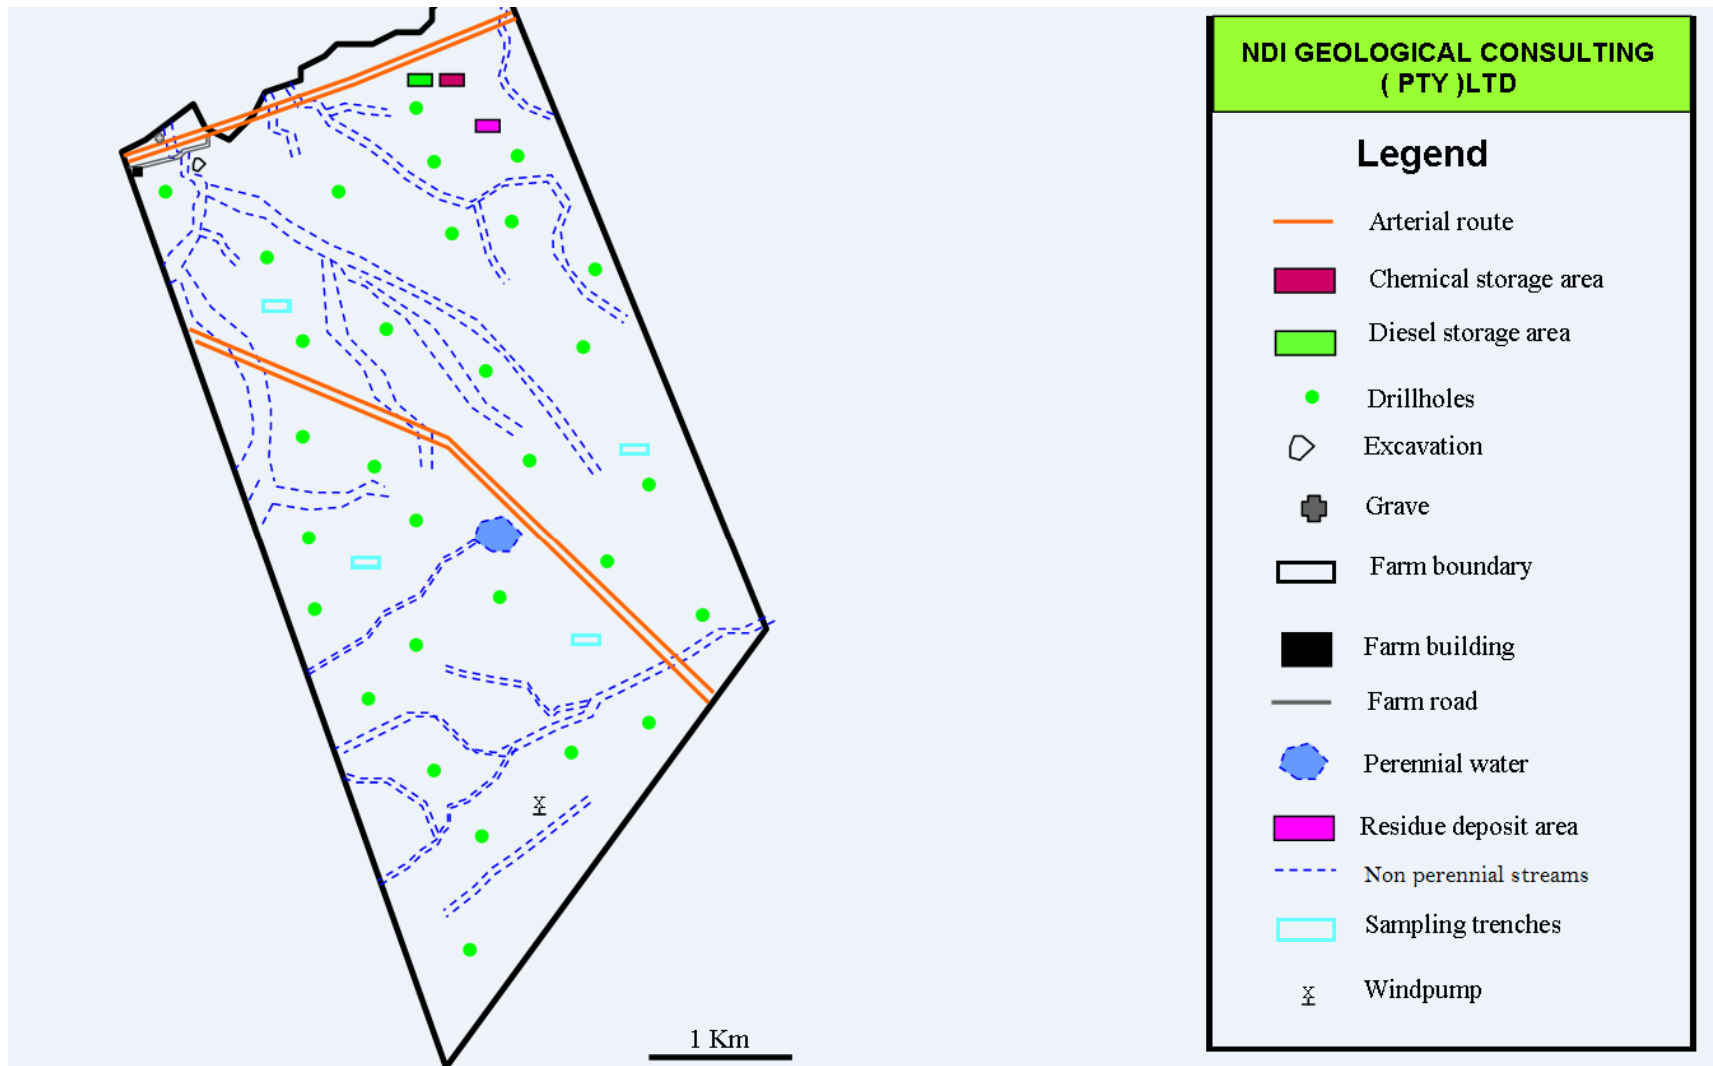 NDI GEOLOGICAL CONSULTING
( PTY )LTD
Legend
Arterial route
Chemical storage area
Diesel storage area
Drillholes
Excavation
Grave
Farm boundary
Farm building
Farm road
Perennial water
Residue deposit area
Non perennial streams
Sampling trenches
Windpump
1 Km